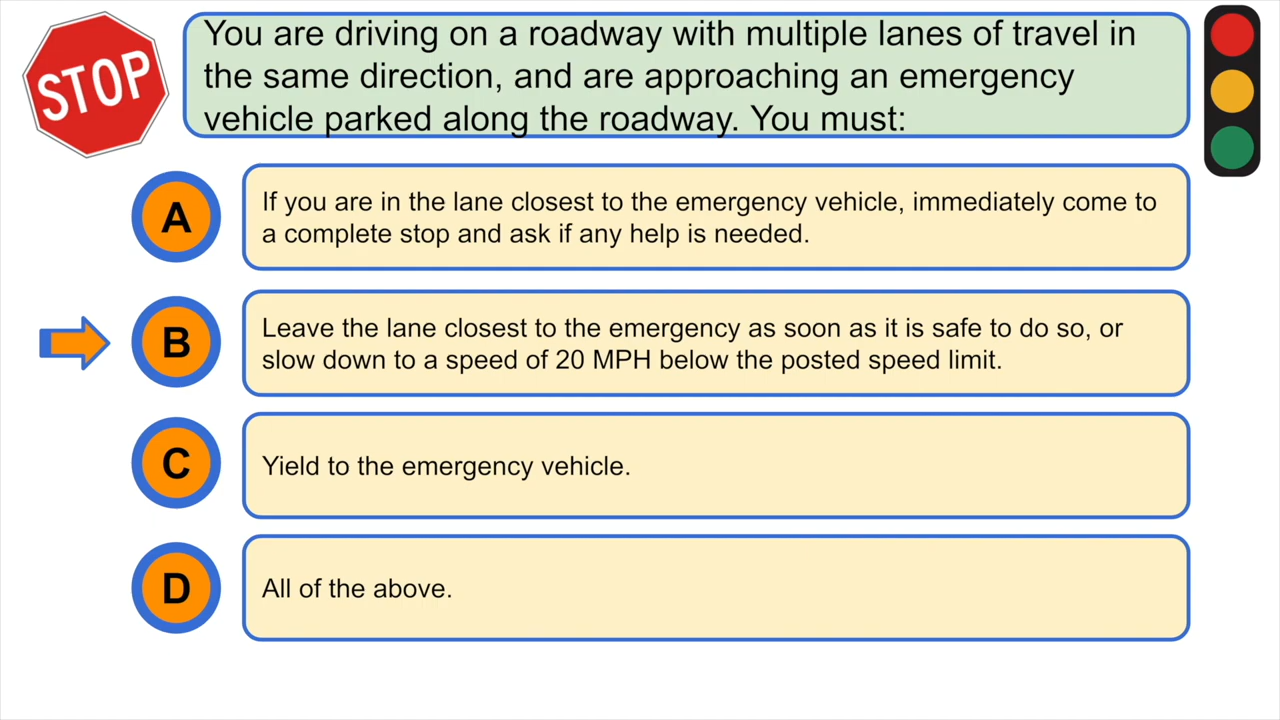 STOP
You are driving on a roadway with multiple lanes of travel in
the same direction, and are approaching an emergency
vehicle parked along the roadway. You must:
A
If you are in the lane closest to the emergency vehicle, immediately come to
a complete stop and ask if any help is needed.
B
Leave the lane closest to the emergency as soon as it is safe to do so, or
slow down to a speed of 20 MPH below the posted speed limit.
C
Yield to the emergency vehicle.
D
All of the above.